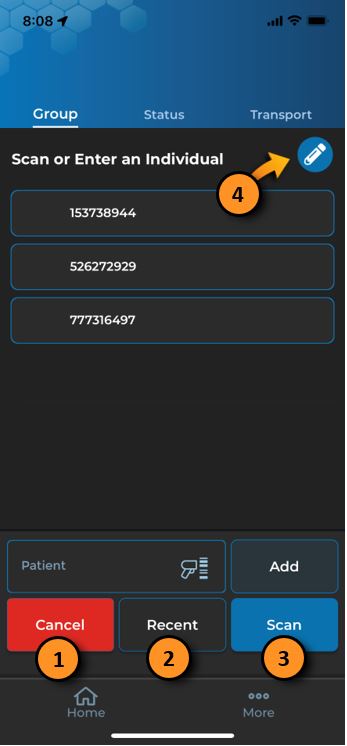 8:08
Group Status Transport
Scan or Enter an Individual
4
153738944
526272929
777316497
Patient
Add
Cancel Recent Scan
1 2 3
Home More